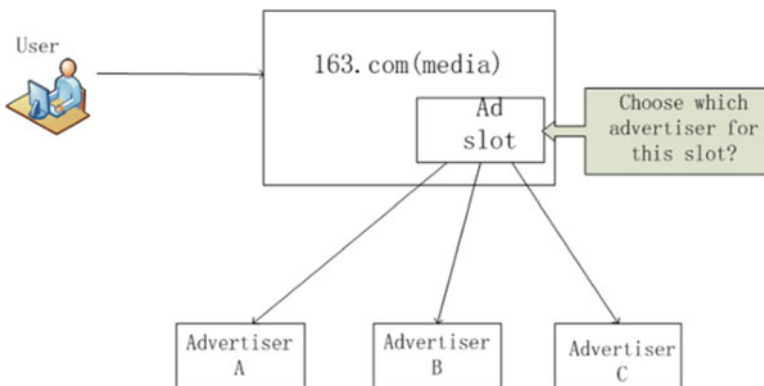 User
163.com(media)
Ad
slot
Choose which
advertiser for
this slot?
Advertiser
A
Advertiser
B
Advertiser
C